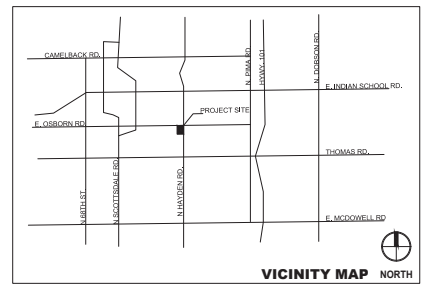 CAMELBACK RD.
N. PIMA RD
HYWY. 101
N. DOBSON RD.
E. INDIAN SCHOOL RD.
PROJECT SITE
E. OSBORN RD
THOMAS RD.
N 68TH ST.
N SCOTTSDALE RD.
N HAYDEN RD.
E. MCDOWELL RD
VICINITY MAP NORTH